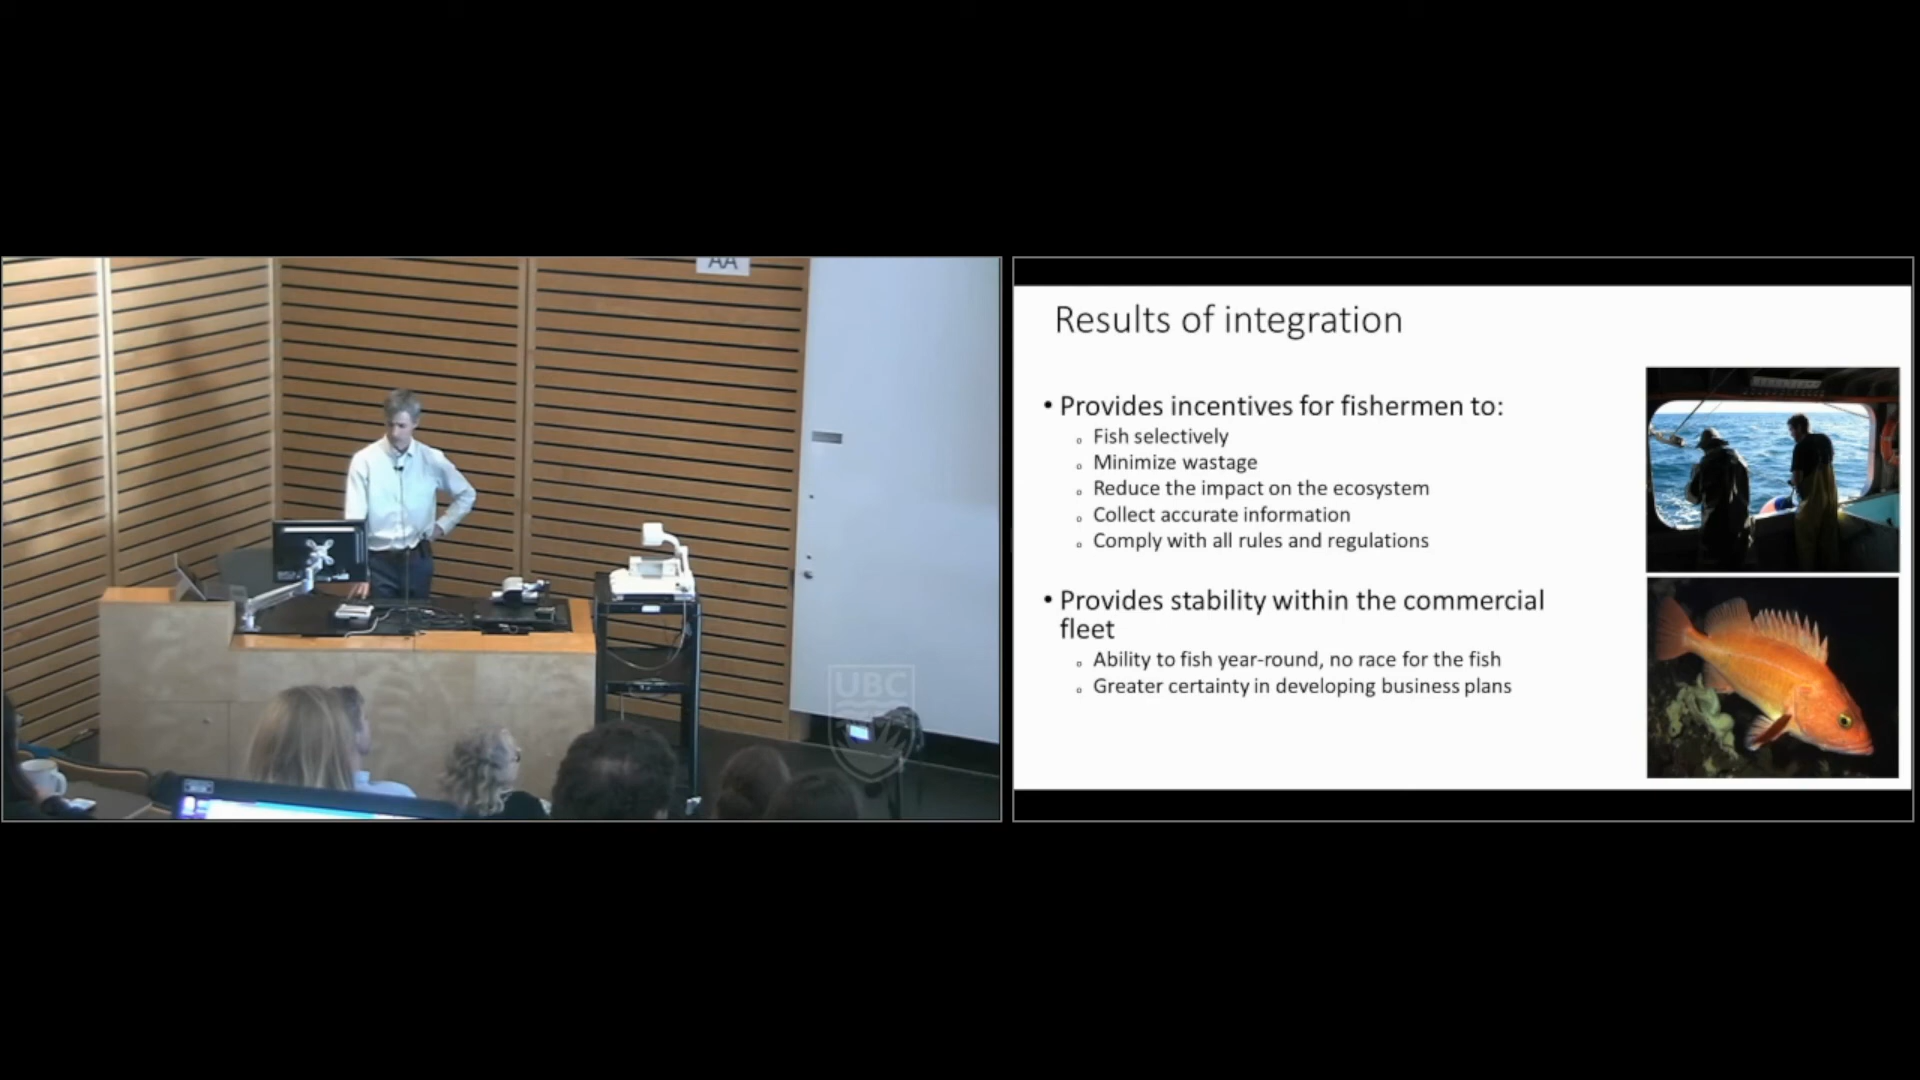 AA
UBC
Results of integration
• Provides incentives for fishermen to:
o Fish selectively
o Minimize wastage
o Reduce the impact on the ecosystem
o Collect accurate information
o Comply with all rules and regulations
• Provides stability within the commercial
fleet
o Ability to fish year-round, no race for the fish
o Greater certainty in developing business plans